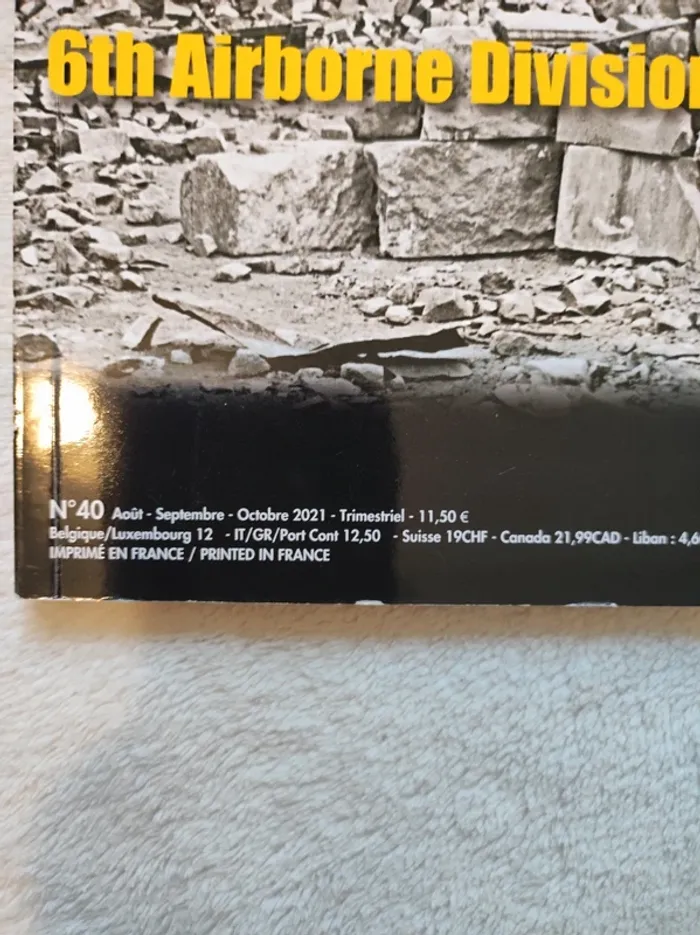 6th Airborne Division
N°40 Août - Septembre - Octobre 2021 - Trimestriel - 11,50 €
Belgique/Luxembourg 12 - IT/GR/Port Cont 12,50 - Suisse 19CHF - Canada 21,99CAD - Liban : 4,6
IMPRIMÉ EN FRANCE / PRINTED IN FRANCE